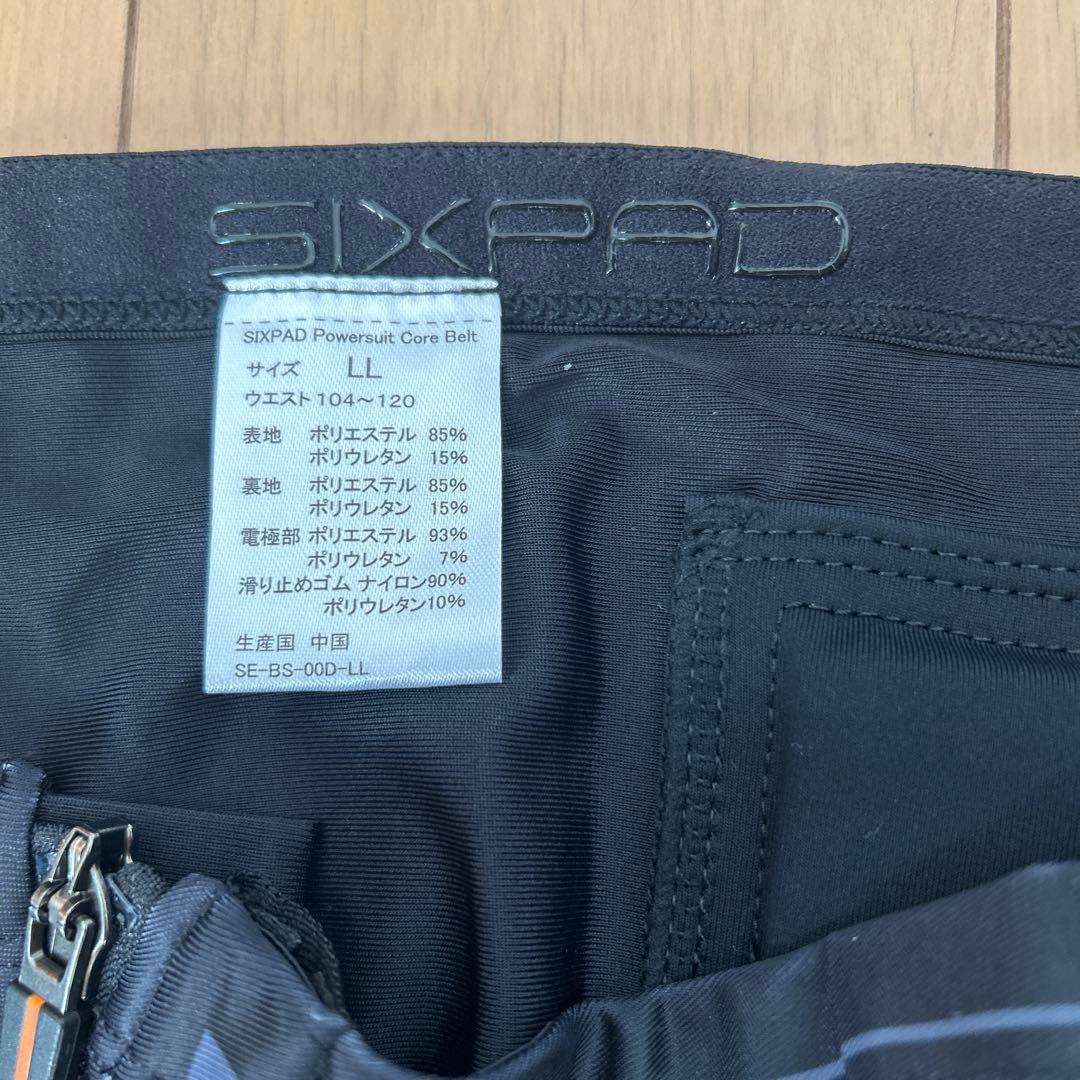 SIXPAD
SIXPAD Powersuit Core Belt
サイズ LL
ウエスト104～120
表地 ポリエステル 85%
ポリウレタン 15%
裏地 ポリエステル 85%
ポリウレタン 15%
電極部 ポリエステル 93%
ポリウレタン 7%
滑り止めゴム ナイロン90%
ポリウレタン10%
生産国 中国
SE-BS-00D-LL